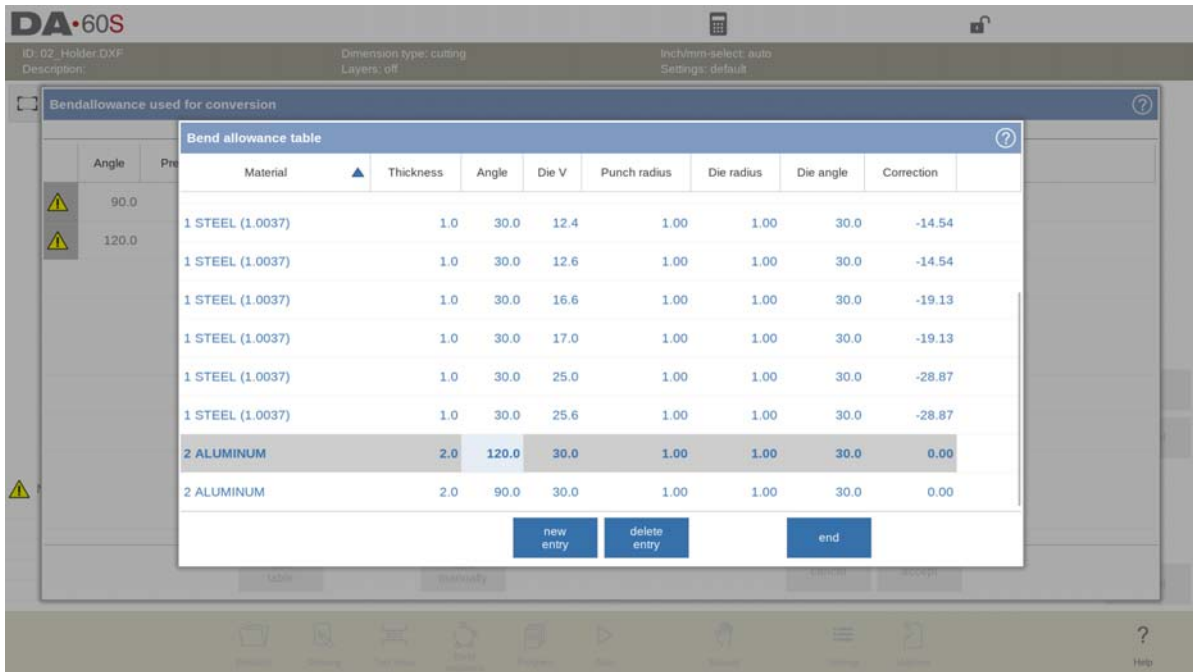 DA•60S
ID: 02_Holder.DXF Dimension type: cutting Inch/mm-select: auto
Description: Layers: off Settings: default
Bendallowance used for conversion
Bend allowance table
Angle Pre
Material Thickness Angle Die V Punch radius Die radius Die angle Correction
90.0
1 STEEL (1.0037) 1.0 30.0 12.4 1.00 1.00 30.0 -14.54
120.0
1 STEEL (1.0037) 1.0 30.0 12.6 1.00 1.00 30.0 -14.54
1 STEEL (1.0037) 1.0 30.0 16.6 1.00 1.00 30.0 -19.13
1 STEEL (1.0037) 1.0 30.0 17.0 1.00 1.00 30.0 -19.13
1 STEEL (1.0037) 1.0 30.0 25.0 1.00 1.00 30.0 -28.87
1 STEEL (1.0037) 1.0 30.0 25.6 1.00 1.00 30.0 -28.87
2 ALUMINUM 2.0 120.0 30.0 1.00 1.00 30.0 0.00
2 ALUMINUM 2.0 90.0 30.0 1.00 1.00 30.0 0.00
new entry
delete entry
end
table manually cancel accept
? Help